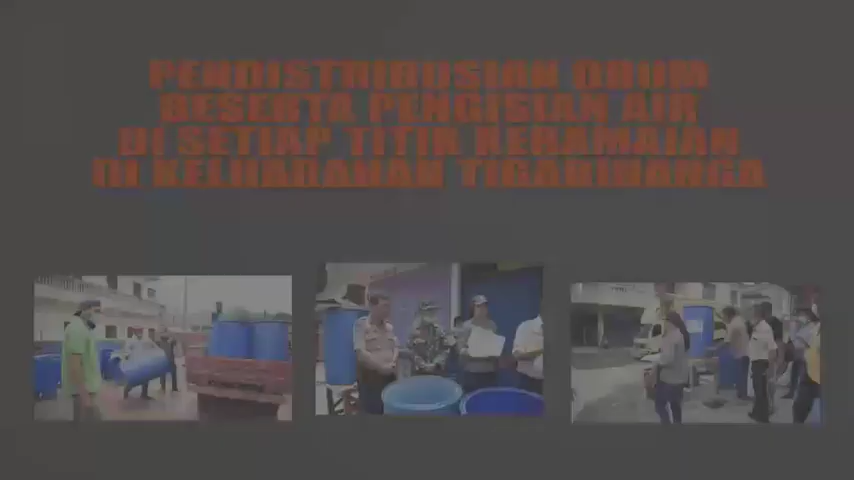 PENDISTRIBUSIAN DRUM
BESERTA PENGISIAN AIR
DI SETIAP TITIK KERAMAIAN
DI KELURAHAN TIGABINANGA